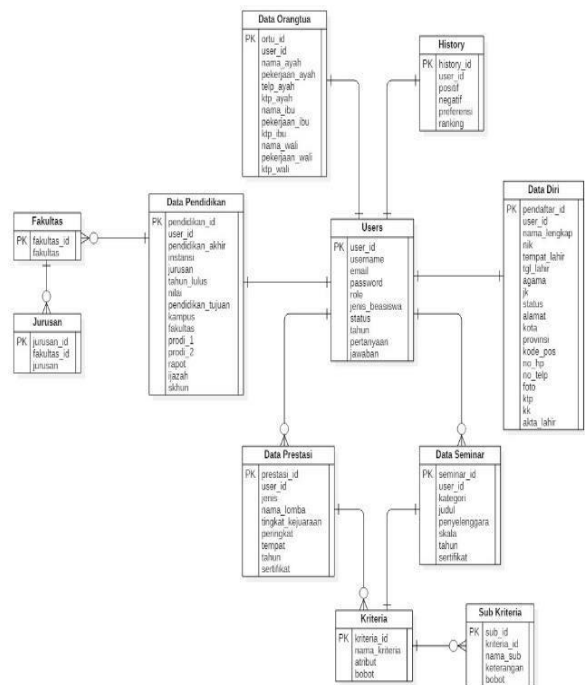 Data Orangtua
PK ortu_id
user_id
nama_ayah
pekerjaan_ayah
telp_ayah
ktp_ayah
nama_ibu
pekerjaan_ibu
ktp_ibu
nama_wali
pekerjaan_wali
ktp_wali
History
PK history_id
user_id
positif
negatif
preferensi
ranking
Fakultas
PK fakultas_id
fakultas
Jurusan
PK jurusan_id
fakultas_id
jurusan
Data Pendidikan
PK pendidikan_id
user_id
pendidikan_akhir
instansi
jurusan
tahun_lulus
nilai
pendidikan_tujuan
kampus
fakultas
prodi_1
prodi_2
rapot
ijazah
skhun
Users
PK user_id
username
email
password
role
jenis_beasiswa
status
tahun
pertanyaan
jawaban
Data Diri
PK pendaftar_id
user_id
nama_lengkap
nik
tempat_lahir
tgl_lahir
agama
jk
status
alamat
kota
provinsi
kode_pos
no_hp
no_telp
foto
ktp
kk
akta_lahir
Data Prestasi
PK prestasi_id
user_id
jenis
nama_lomba
tingkat_kejuaraan
peringkat
tempat
tahun
sertifikat
Data Seminar
PK seminar_id
user_id
kategori
judul
penyelenggara
skala
tahun
sertifikat
Kriteria
PK kriteria_id
nama_kriteria
atribut
bobot
Sub Kriteria
PK sub_id
kriteria_id
nama_sub
keterangan
bobot